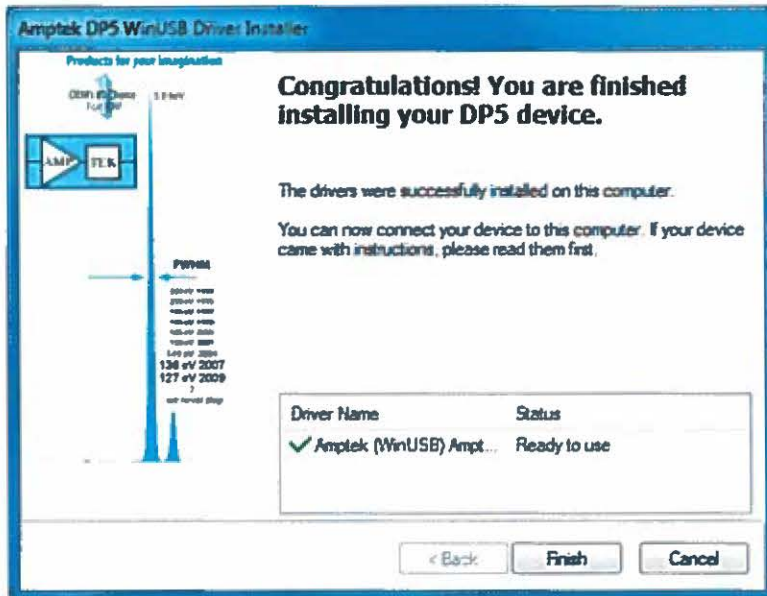 Amptek DP5 WinUSB Driver Installer
Products for your Imagination
AMP TEK
FWHM
136 eV 2007
127 eV 2009
?
Congratulations! You are finished
installing your DP5 device.
The drivers were successfully installed on this computer.
You can now connect your device to this computer. If your device
came with instructions, please read them first.
Driver Name Status
Amptek (WinUSB) Ampt... Ready to use
< Back Finish Cancel